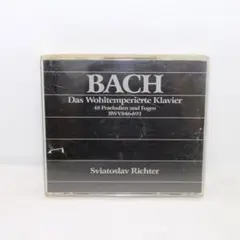 BACH
Das Wohltemperierte Klavier
48 Praeludien und Fugen
BWV846-893
Sviatoslav Richter